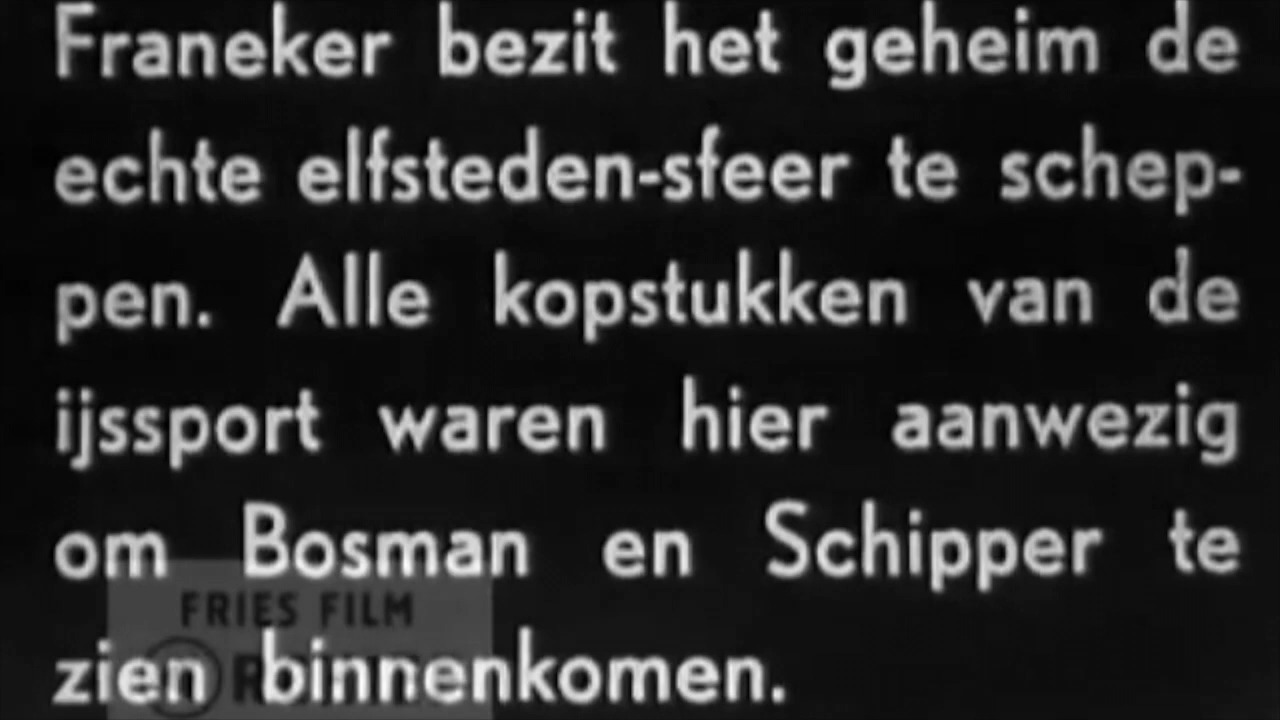 Franeker bezit het geheim de
echte elfsteden-sfeer te schep-
pen. Alle kopstukken van de
ijssport waren hier aanwezig
om Bosman en Schipper te
zien binnenkomen.
FRIES FILM